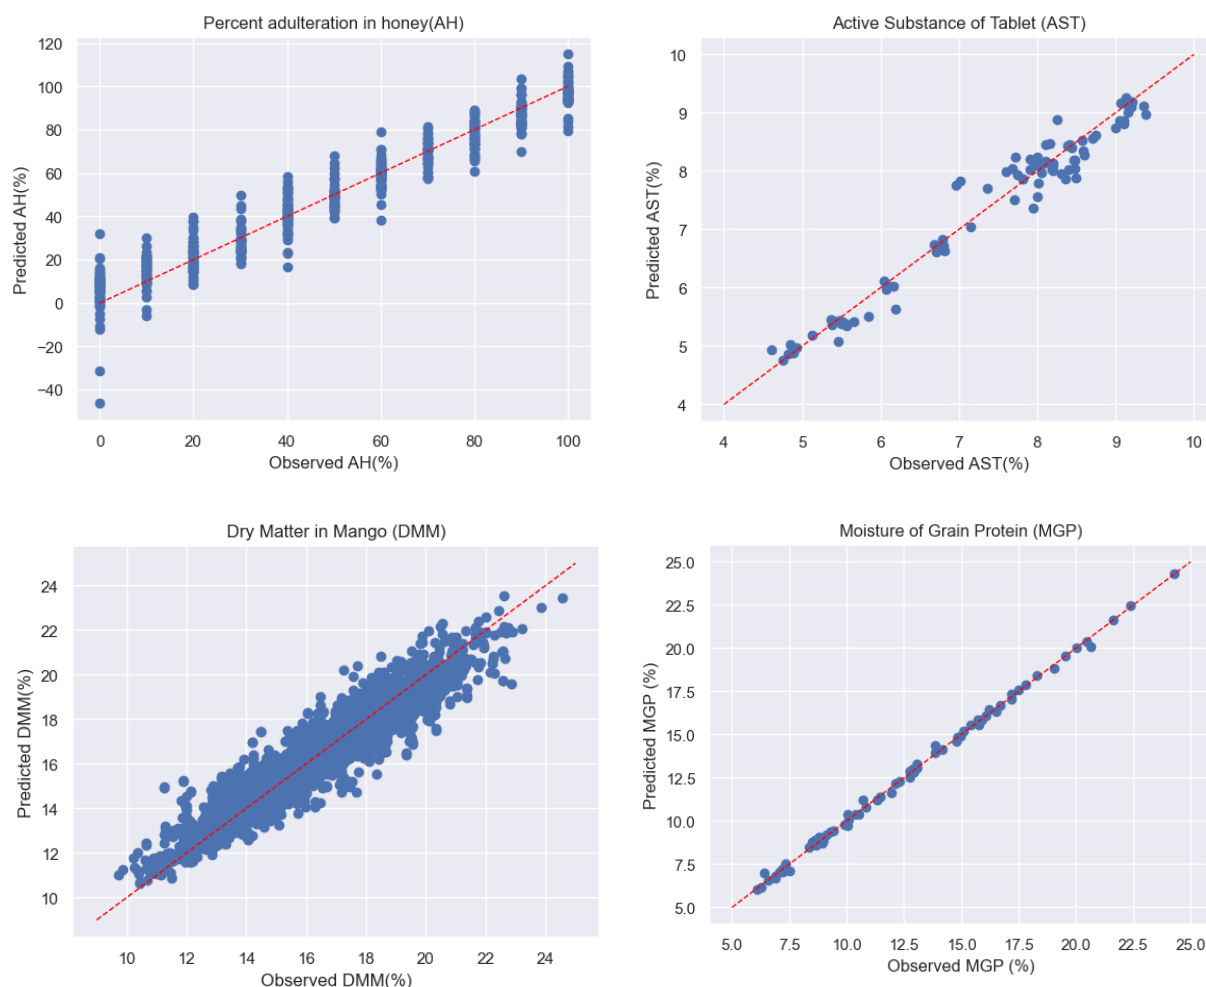 Percent adulteration in honey(AH)
120
100
80
60
40
20
0
−20
−40
Predicted AH(%)
0 20 40 60 80 100
Observed AH(%)
Active Substance of Tablet (AST)
10
9
8
7
6
5
4
Predicted AST(%)
4 5 6 7 8 9 10
Observed AST(%)
Dry Matter in Mango (DMM)
24
22
20
18
16
14
12
10
Predicted DMM(%)
10 12 14 16 18 20 22 24
Observed DMM(%)
Moisture of Grain Protein (MGP)
25.0
22.5
20.0
17.5
15.0
12.5
10.0
7.5
5.0
Predicted MGP (%)
5.0 7.5 10.0 12.5 15.0 17.5 20.0 22.5 25.0
Observed MGP (%)